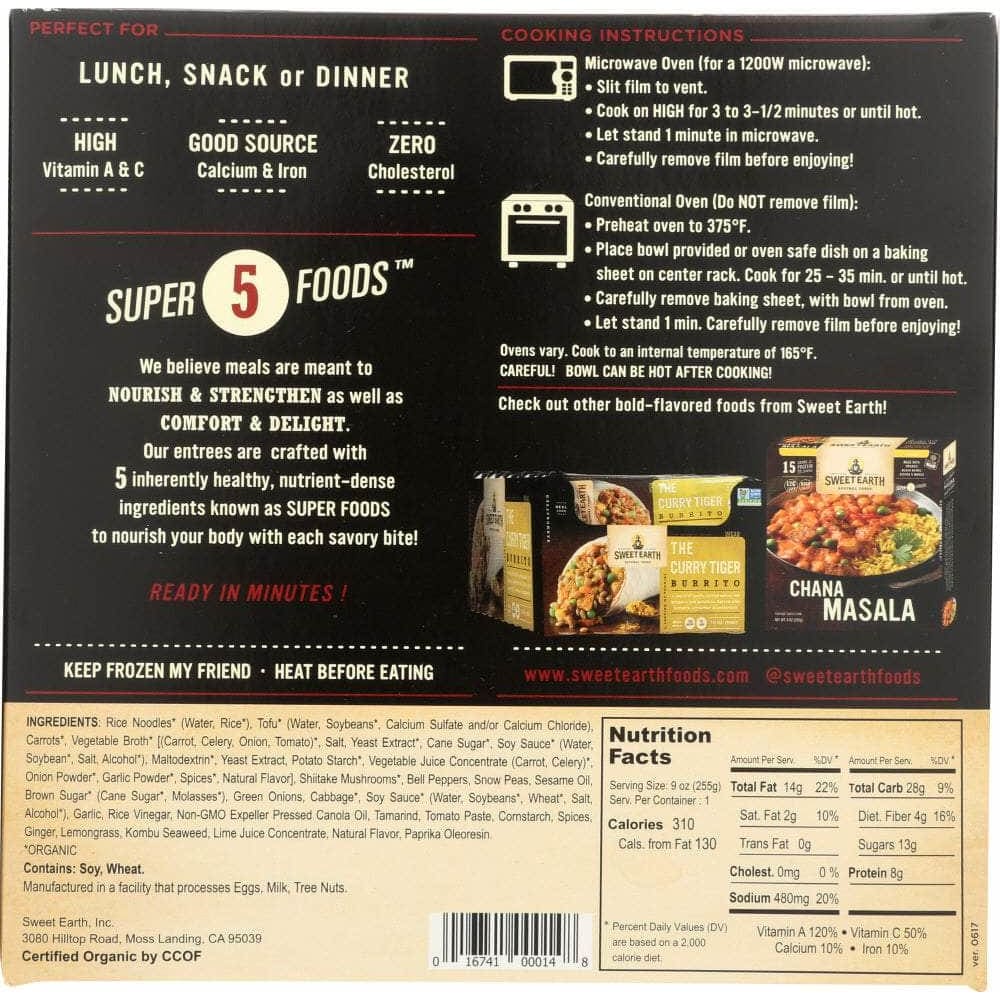 PERFECT FOR
LUNCH, SNACK or DINNER
HIGH
Vitamin A & C
GOOD SOURCE
Calcium & Iron
ZERO
Cholesterol
SUPER 5 FOODS™
We believe meals are meant to
NOURISH & STRENGTHEN as well as
COMFORT & DELIGHT.
Our entrees are crafted with
5 inherently healthy, nutrient-dense
ingredients known as SUPER FOODS
to nourish your body with each savory bite!
READY IN MINUTES !
KEEP FROZEN MY FRIEND · HEAT BEFORE EATING
COOKING INSTRUCTIONS
Microwave Oven (for a 1200W microwave):
• Slit film to vent.
• Cook on HIGH for 3 to 3-1/2 minutes or until hot.
• Let stand 1 minute in microwave.
• Carefully remove film before enjoying!
Conventional Oven (Do NOT remove film):
• Preheat oven to 375°F.
• Place bowl provided or oven safe dish on a baking
sheet on center rack. Cook for 25 - 35 min. or until hot.
• Carefully remove baking sheet, with bowl from oven.
• Let stand 1 min. Carefully remove film before enjoying!
Ovens vary. Cook to an internal temperature of 165°F.
CAREFUL! BOWL CAN BE HOT AFTER COOKING!
Check out other bold-flavored foods from Sweet Earth!
THE
CURRY TIGER
BURRITO
SWEET EARTH
SWEET EARTH
THE
CURRY TIGER
BURRITO
SWEET EARTH
15
SWEET EARTH
CHANA
MASALA
www.sweetearthfoods.com @sweetearthfoods
INGREDIENTS: Rice Noodles* (Water, Rice*), Tofu* (Water, Soybeans*, Calcium Sulfate and/or Calcium Chloride),
Carrots*, Vegetable Broth* [(Carrot, Celery, Onion, Tomato)*, Salt, Yeast Extract*, Cane Sugar*, Soy Sauce* (Water,
Soybean*, Salt, Alcohol*), Maltodextrin*, Yeast Extract, Potato Starch*, Vegetable Juice Concentrate (Carrot, Celery)*,
Onion Powder*, Garlic Powder*, Spices*, Natural Flavor], Shiitake Mushrooms*, Bell Peppers, Snow Peas, Sesame Oil,
Brown Sugar* (Cane Sugar*, Molasses*), Green Onions, Cabbage*, Soy Sauce* (Water, Soybeans*, Wheat*, Salt,
Alcohol*), Garlic, Rice Vinegar, Non-GMO Expeller Pressed Canola Oil, Tamarind, Tomato Paste, Cornstarch, Spices,
Ginger, Lemongrass, Kombu Seaweed, Lime Juice Concentrate, Natural Flavor, Paprika Oleoresin.
*ORGANIC
Contains: Soy, Wheat.
Manufactured in a facility that processes Eggs, Milk, Tree Nuts.
Sweet Earth, Inc.
3080 Hilltop Road, Moss Landing, CA 95039
Certified Organic by CCOF
0 16741 00014 8
Nutrition
Facts
Serving Size: 9 oz (255g)
Serv. Per Container : 1
Calories 310
Cals. from Fat 130
* Percent Daily Values (DV)
are based on a 2,000
calorie diet.
Amount Per Serv. %DV * Amount Per Serv. %DV *
Total Fat 14g 22% Total Carb 28g 9%
Sat. Fat 2g 10% Diet. Fiber 4g 16%
Trans Fat 0g Sugars 13g
Cholest. 0mg 0 % Protein 8g
Sodium 480mg 20%
Vitamin A 120% • Vitamin C 50%
Calcium 10% • Iron 10%
ver. 0617